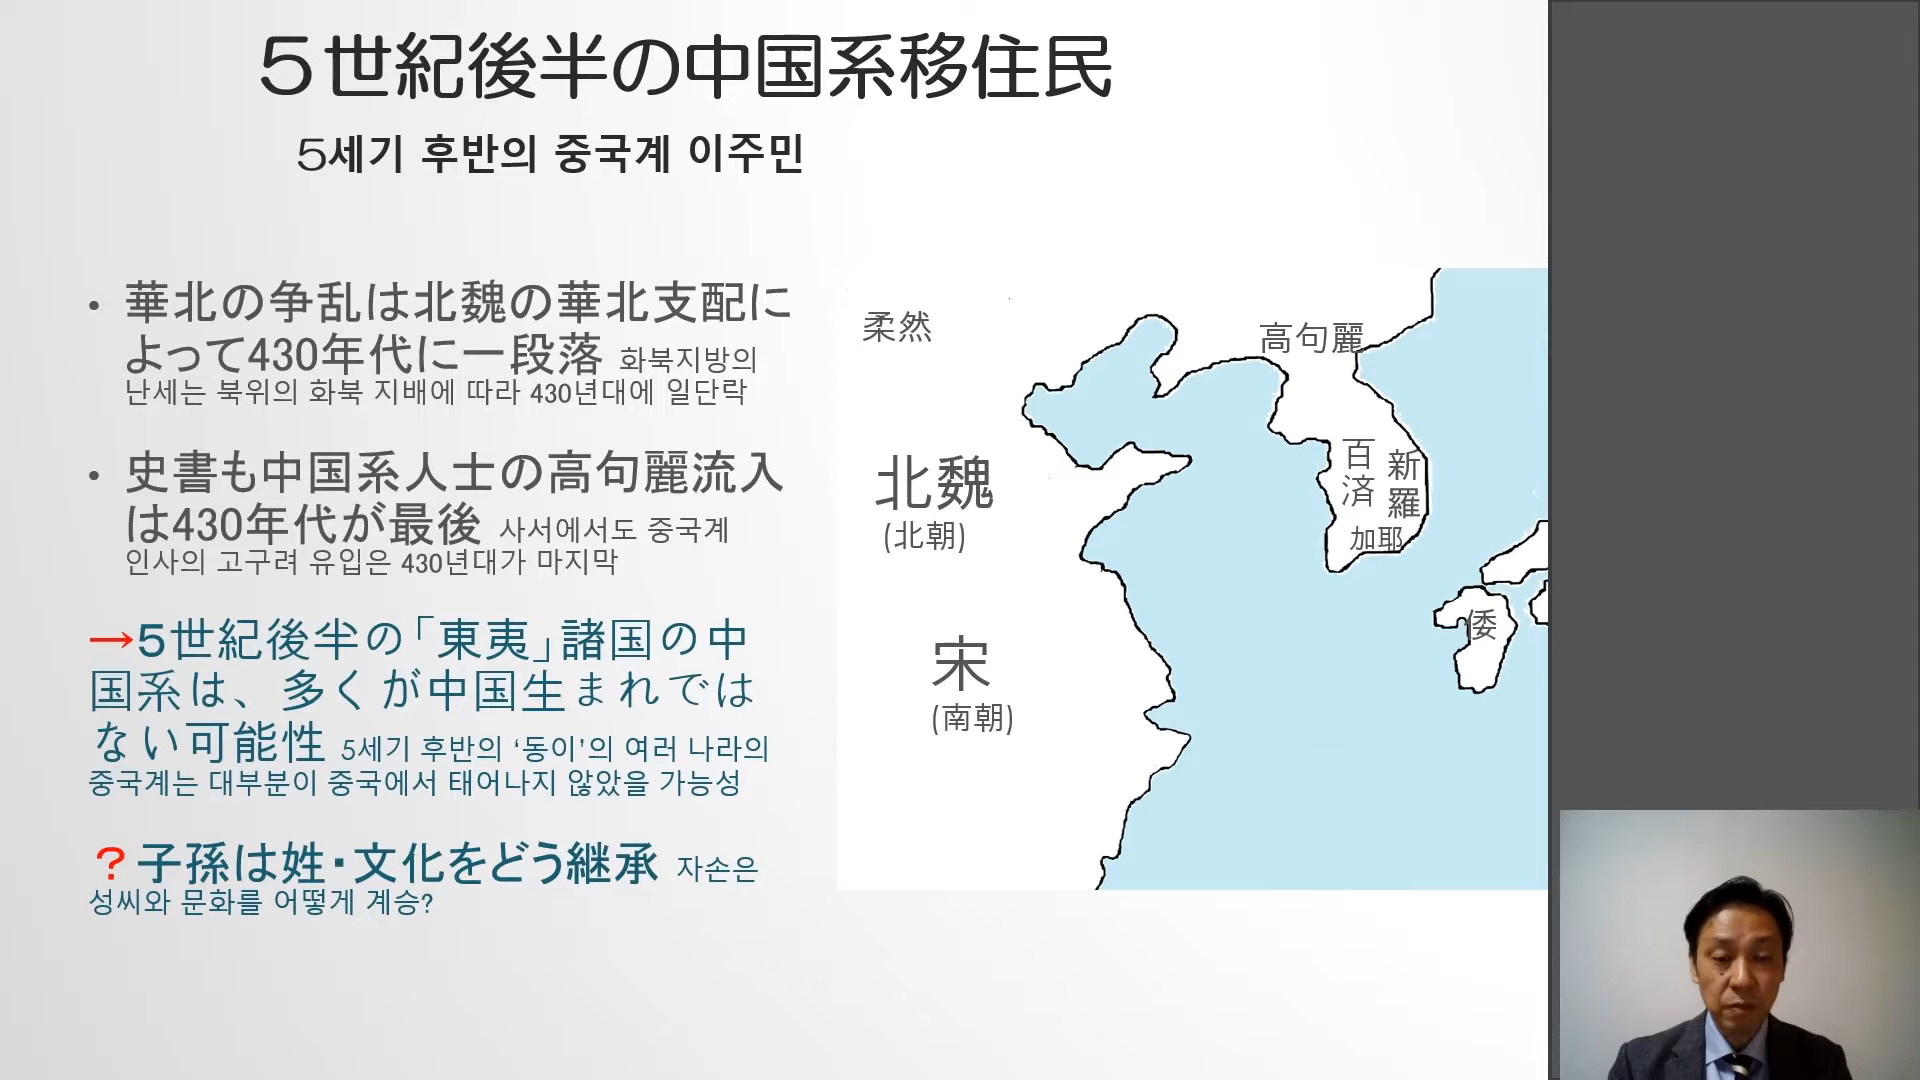 ５世紀後半の中国系移住民
5세기 후반의 중국계 이주민
• 華北の争乱は北魏の華北支配に
よって430年代に一段落 화북지방의
난세는 북위의 화북 지배에 따라 430년대에 일단락
• 史書も中国系人士の高句麗流入
は430年代が最後 사서에서도 중국계
인사의 고구려 유입은 430년대가 마지막
→５世紀後半の「東夷」諸国の中
国系は、多くが中国生まれでは
ない可能性 5세기 후반의 ‘동이’의 여러 나라의
중국계는 대부분이 중국에서 태어나지 않았을 가능성
？子孫は姓・文化をどう継承 자손은
성씨와 문화를 어떻게 계승?
柔然
高句麗
百済
新羅
加耶
北魏
(北朝)
倭
宋
(南朝)